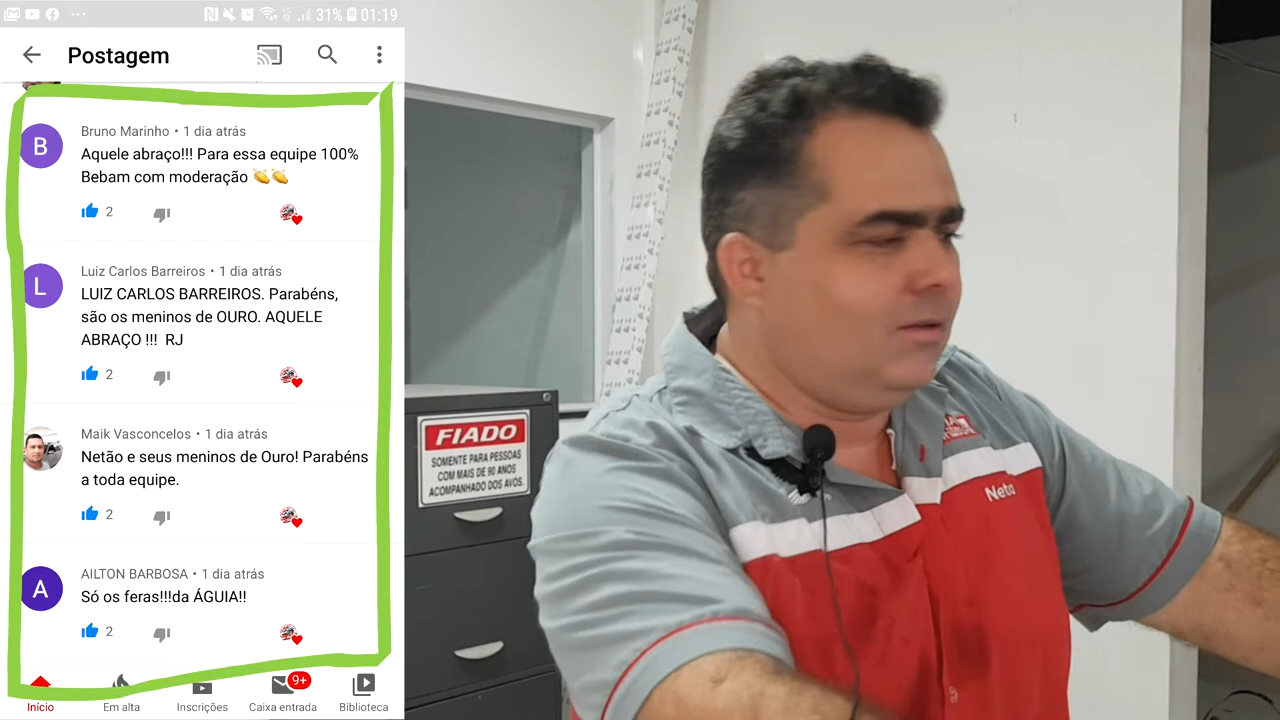 31% 01:19
Postagem
B
Bruno Marinho • 1 dia atrás
Aquele abraço!!! Para essa equipe 100%
Bebam com moderação 👏👏
2
L
Luiz Carlos Barreiros • 1 dia atrás
LUIZ CARLOS BARREIROS. Parabéns,
são os meninos de OURO. AQUELE
ABRAÇO !!! RJ
2
Maik Vasconcelos • 1 dia atrás
Netão e seus meninos de Ouro! Parabéns
a toda equipe.
2
A
AILTON BARBOSA • 1 dia atrás
Só os feras!!!da ÁGUIA!!
2
9+
Início
Em alta
Inscrições
Caixa entrada
Biblioteca
FIADO
SOMENTE PARA PESSOAS
COM MAIS DE 90 ANOS
ACOMPANHADO DOS AVÓS.
Neto